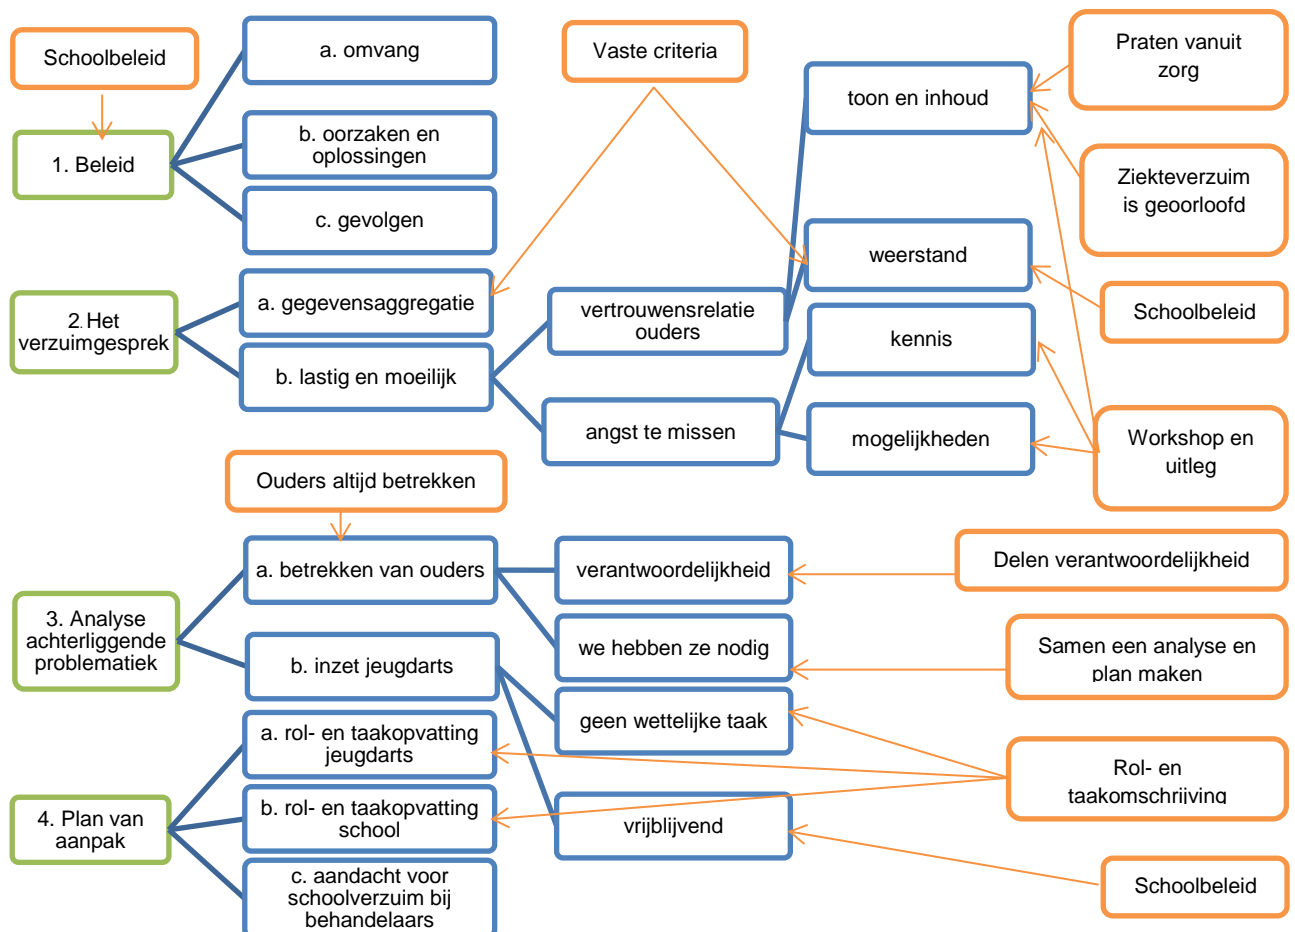 Schoolbeleid
a. omvang
Vaste criteria
Praten vanuit
zorg
toon en inhoud
1. Beleid
b. oorzaken en
oplossingen
c. gevolgen
Ziekteverzuim
is geoorloofd
weerstand
2. Het
verzuimgesprek
a. gegevensaggregatie
vertrouwensrelatie
ouders
Schoolbeleid
kennis
b. lastig en moeilijk
angst te missen
mogelijkheden
Workshop en
uitleg
Ouders altijd betrekken
a. betrekken van ouders
verantwoordelijkheid
Delen verantwoordelijkheid
3. Analyse
achterliggende
problematiek
b. inzet jeugdarts
we hebben ze nodig
Samen een analyse en
plan maken
geen wettelijke taak
a. rol- en taakopvatting
jeugdarts
Rol- en
taakomschrijving
4. Plan van
aanpak
b. rol- en taakopvatting
school
vrijblijvend
c. aandacht voor
schoolverzuim bij
behandelaars
Schoolbeleid